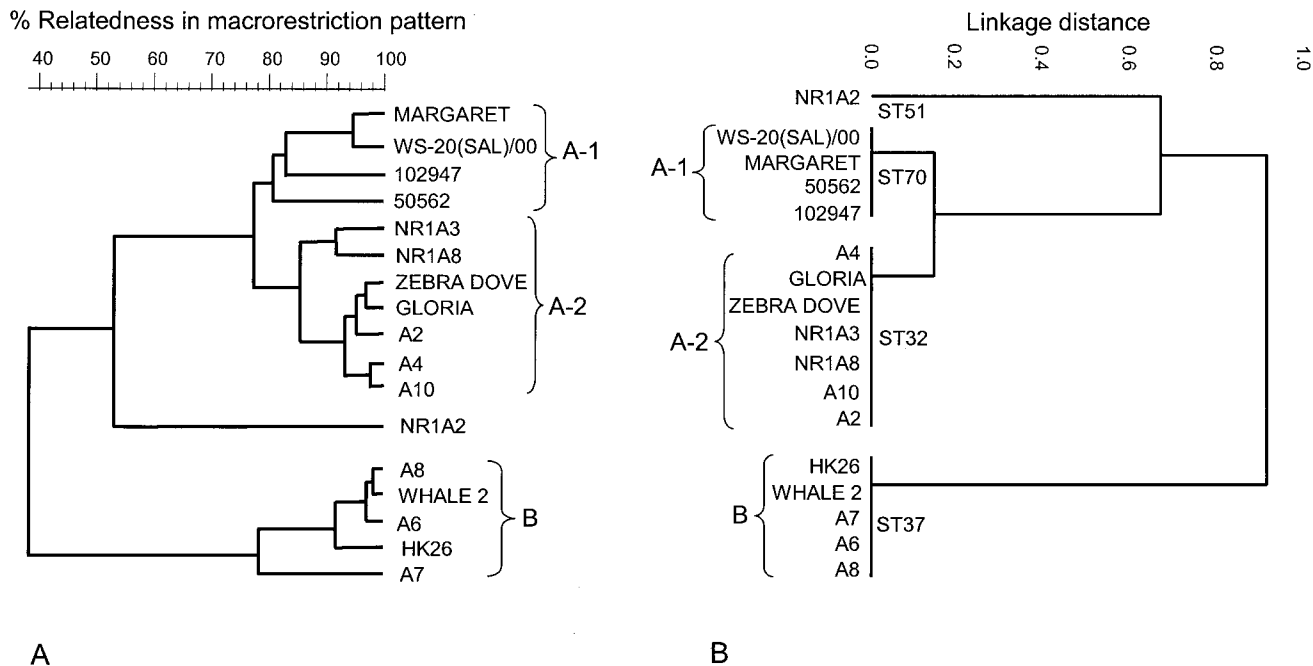 % Relatedness in macrorestriction pattern
40 50 60 70 80 90 100
MARGARET
WS-20(SAL)/00
102947
50562
A-1
NR1A3
NR1A8
ZEBRA DOVE
GLORIA
A2
A4
A10
A-2
NR1A2
A8
WHALE 2
A6
HK26
A7
B
A
Linkage distance
0.0 0.2 0.4 0.6 0.8 1.0
NR1A2
ST51
A-1
WS-20(SAL)/00
MARGARET
50562
102947
ST70
A-2
A4
GLORIA
ZEBRA DOVE
NR1A3
NR1A8
A10
A2
ST32
B
HK26
WHALE 2
A7
A6
A8
ST37
B